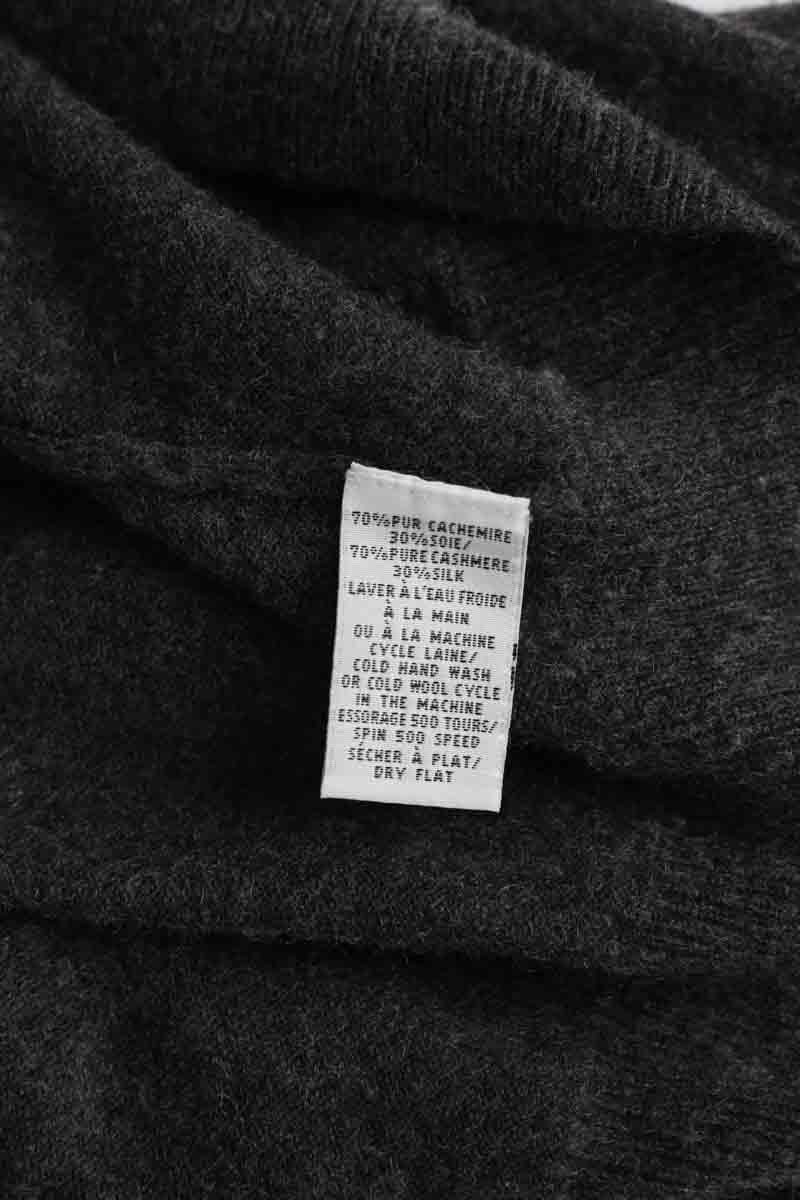 70%PUR CACHEMIRE
30%SOIE/
70%PURE CASHMERE
30%SILK
LAVER À L'EAU FROIDE
À LA MAIN
OU À LA MACHINE
CYCLE LAINE/
COLD HAND WASH
OR COLD WOOL CYCLE
IN THE MACHINE
ESSORAGE 500 TOURS/
SPIN 500 SPEED
SÉCHER À PLAT/
DRY FLAT